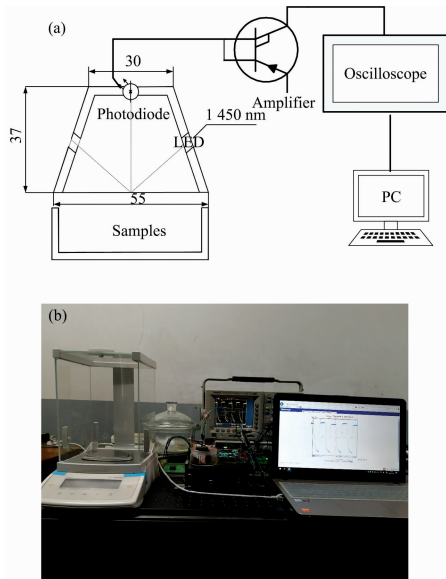 (a)
30
Photodiode
Amplifier
Oscilloscope
1 450 nm
LED
37
55
Samples
PC
(b)